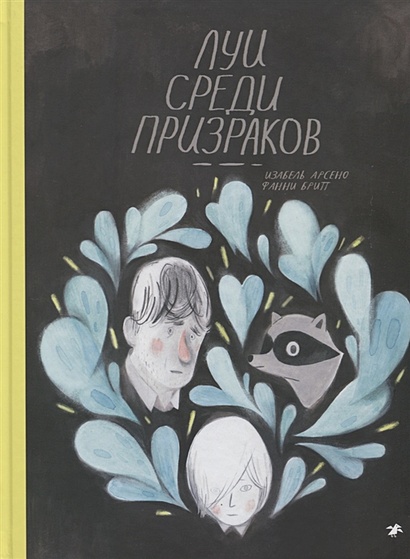 ЛУИ
СРЕДИ
ПРИЗРАКОВ
ИЗАБЕЛЬ АРСЕНО
ФАННИ БРИТТ